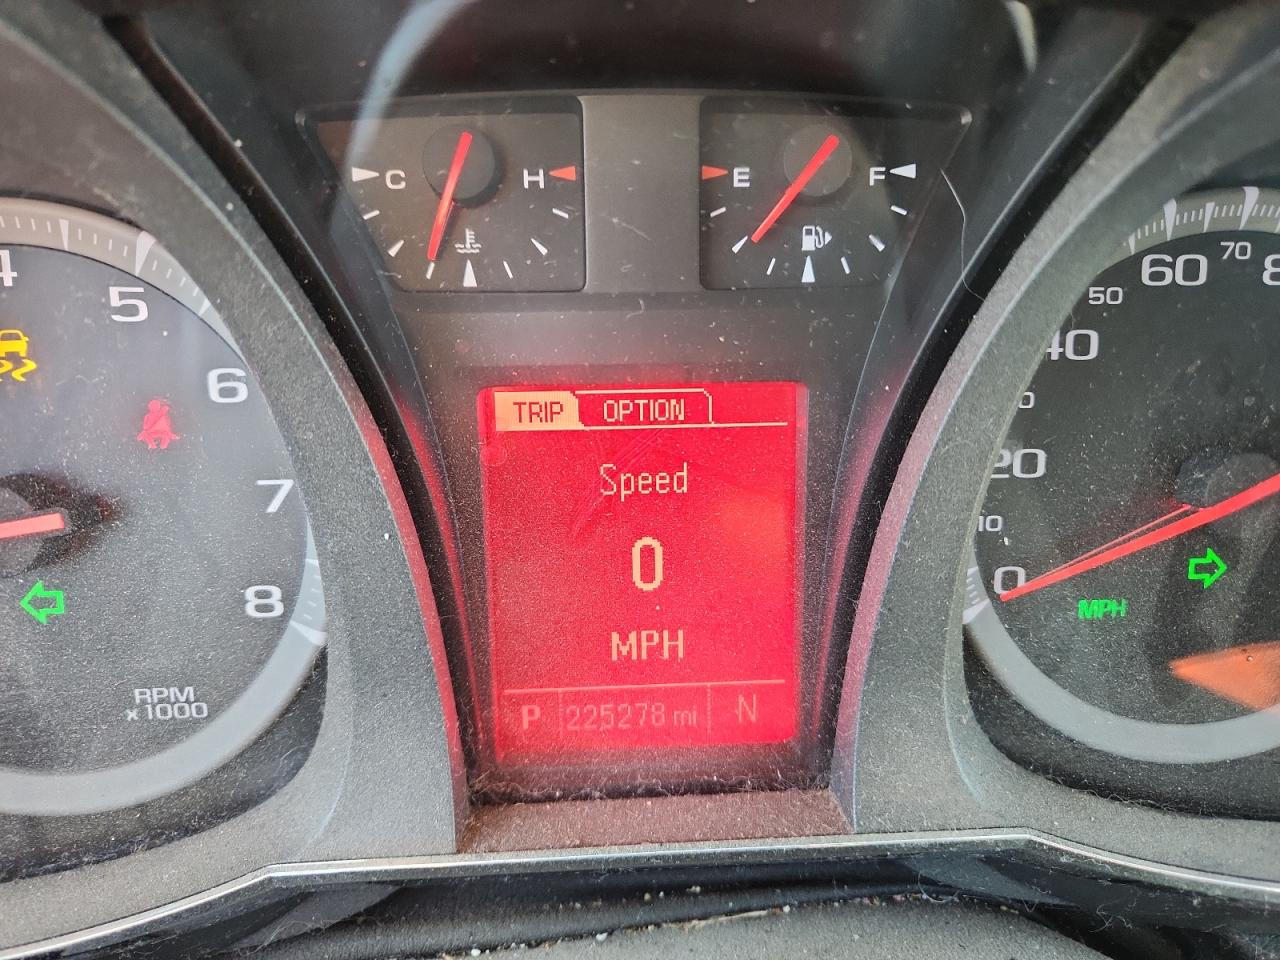 C H
E F
4
5
6
7
8
RPM
x1000
TRIP OPTION
Speed
0
MPH
P 225278 mi N
0
10
20
40
50
60
70
MPH